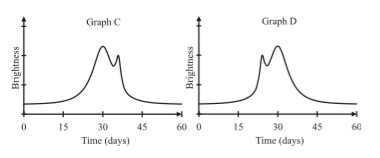 Graph C
Brightness
0 15 30 45 60
Time (days)
Graph D
Brightness
0 15 30 45 60
Time (days)